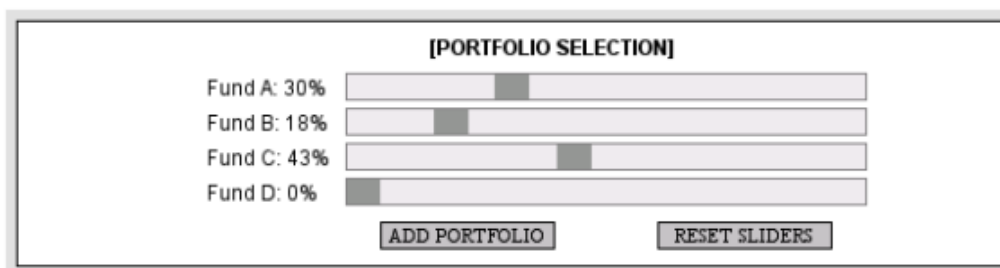 [PORTFOLIO SELECTION]
Fund A: 30%
Fund B: 18%
Fund C: 43%
Fund D: 0%
ADD PORTFOLIO RESET SLIDERS